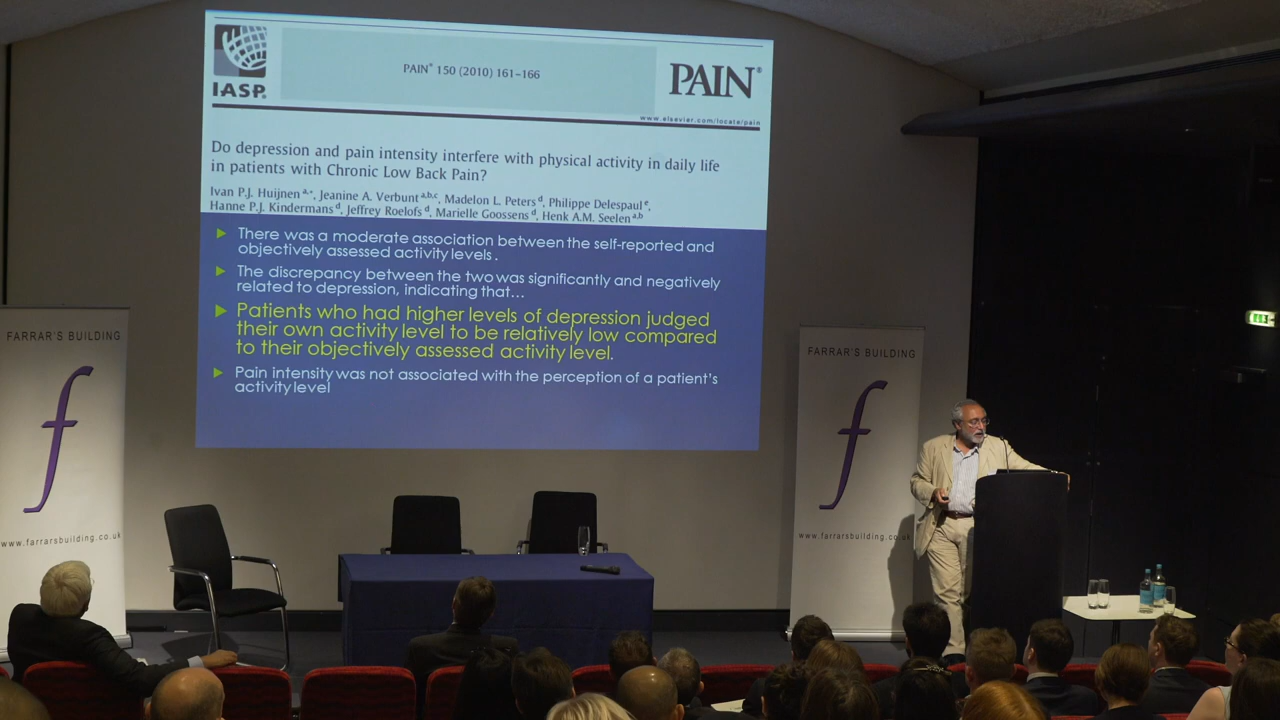 IASP®
PAIN® 150 (2010) 161–166
PAIN®
www.elsevier.com/locate/pain
Do depression and pain intensity interfere with physical activity in daily life
in patients with Chronic Low Back Pain?
Ivan P.J. Huijnen a,*, Jeanine A. Verbunt a,b,c, Madelon L. Peters d, Philippe Delespaul e,
Hanne P.J. Kindermans d, Jeffrey Roelofs d, Marielle Goossens d, Henk A.M. Seelen a,b
There was a moderate association between the self-reported and
objectively assessed activity levels.
The discrepancy between the two was significantly and negatively
related to depression, indicating that…
Patients who had higher levels of depression judged
their own activity level to be relatively low compared
to their objectively assessed activity level.
Pain intensity was not associated with the perception of a patient's
activity level
FARRAR'S BUILDING
f
www.farrarsbuilding.co.uk
FARRAR'S BUILDING
f
www.farrarsbuilding.co.uk